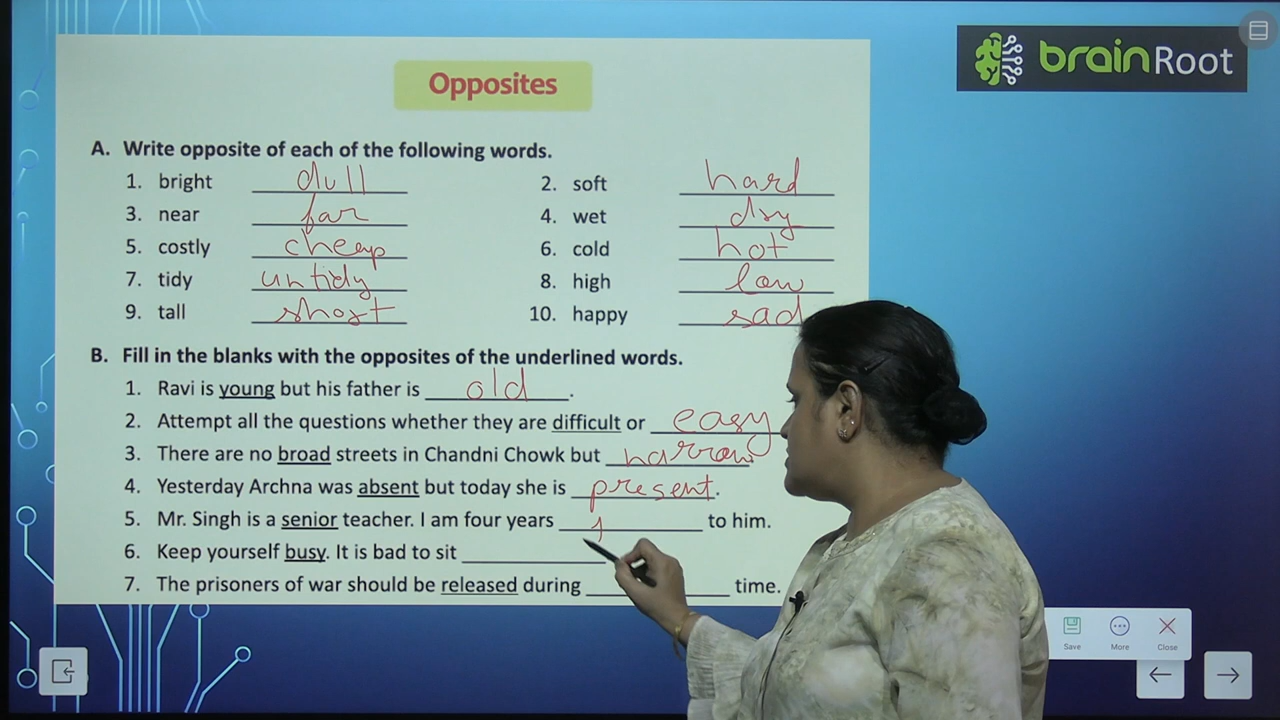 brainRoot
Opposites
A. Write opposite of each of the following words.
1. bright dull 2. soft hard
3. near far 4. wet dry
5. costly cheap 6. cold hot
7. tidy untidy 8. high low
9. tall short 10. happy sad
B. Fill in the blanks with the opposites of the underlined words.
1. Ravi is young but his father is old.
2. Attempt all the questions whether they are difficult or easy
3. There are no broad streets in Chandni Chowk but narrow
4. Yesterday Archna was absent but today she is present.
5. Mr. Singh is a senior teacher. I am four years ____ to him.
6. Keep yourself busy. It is bad to sit ____
7. The prisoners of war should be released during ____ time.
Save More Close